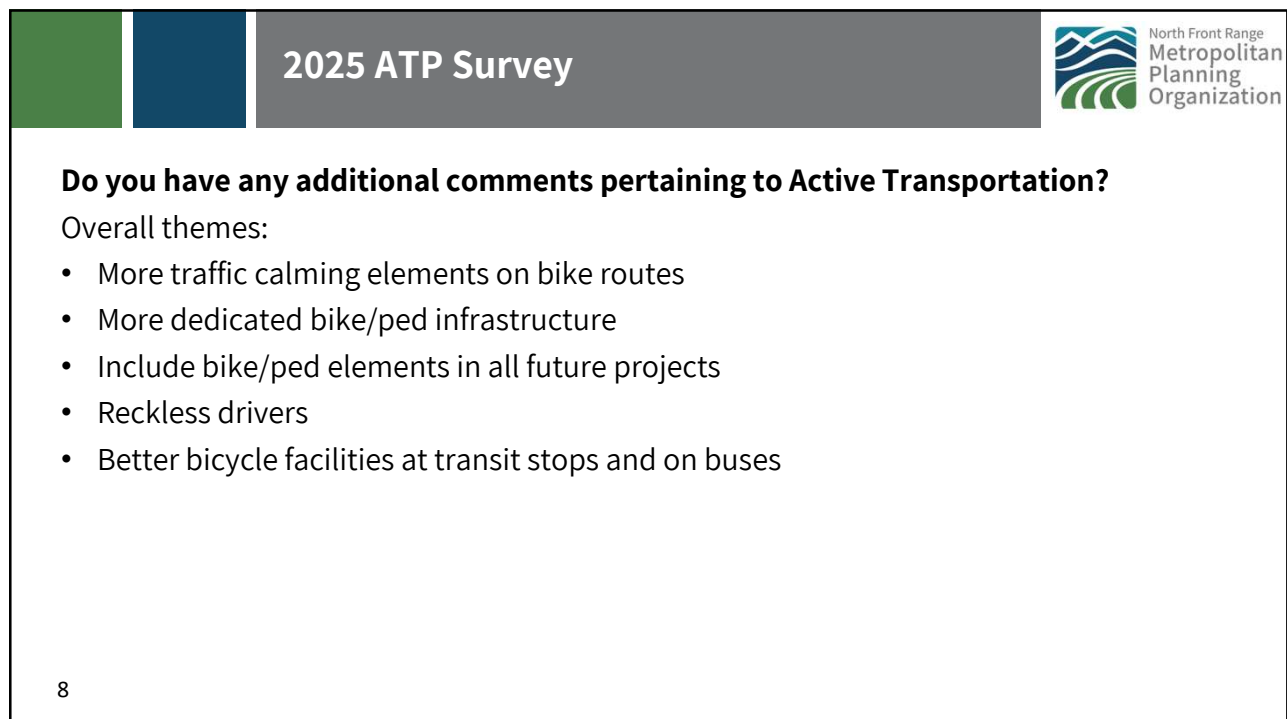 2025 ATP Survey
North Front Range
Metropolitan
Planning
Organization
Do you have any additional comments pertaining to Active Transportation?
Overall themes:
• More traffic calming elements on bike routes
• More dedicated bike/ped infrastructure
• Include bike/ped elements in all future projects
• Reckless drivers
• Better bicycle facilities at transit stops and on buses
8